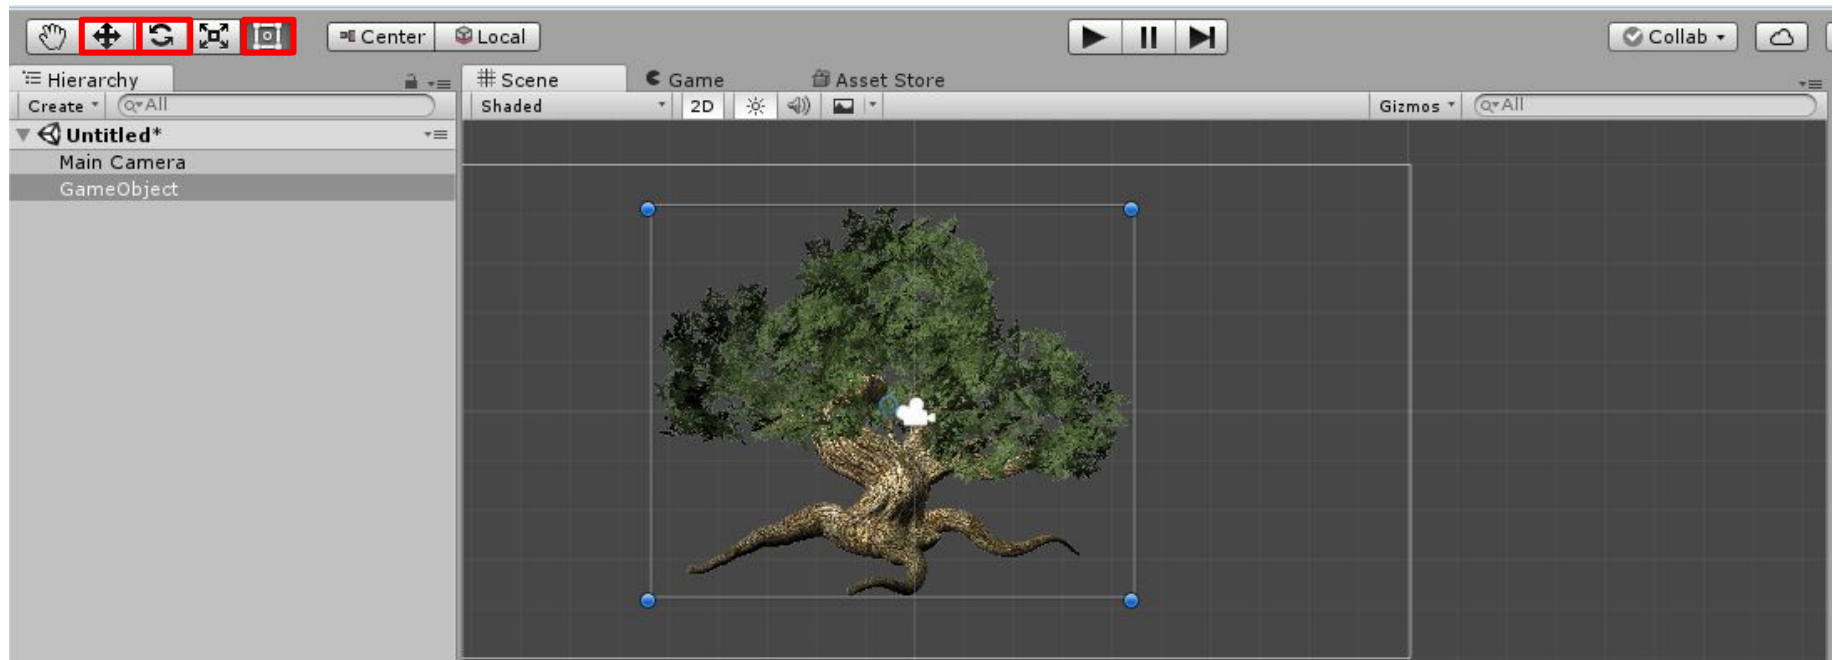 Center Local Collab
Hierarchy Scene Game Asset Store
Create All Shaded 2D Gizmos All
Untitled*
Main Camera
GameObject